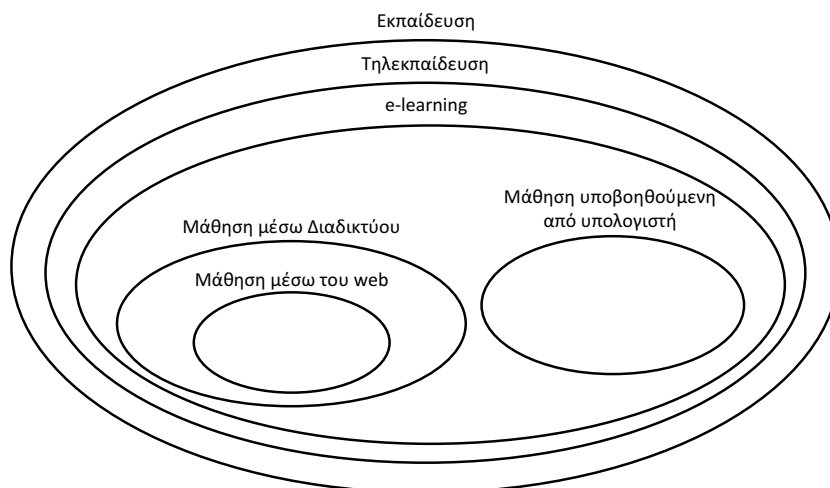 Εκπαίδευση
Τηλεκπαίδευση
e-learning
Μάθηση υποβοηθούμενη
από υπολογιστή
Μάθηση μέσω Διαδικτύου
Μάθηση μέσω του web